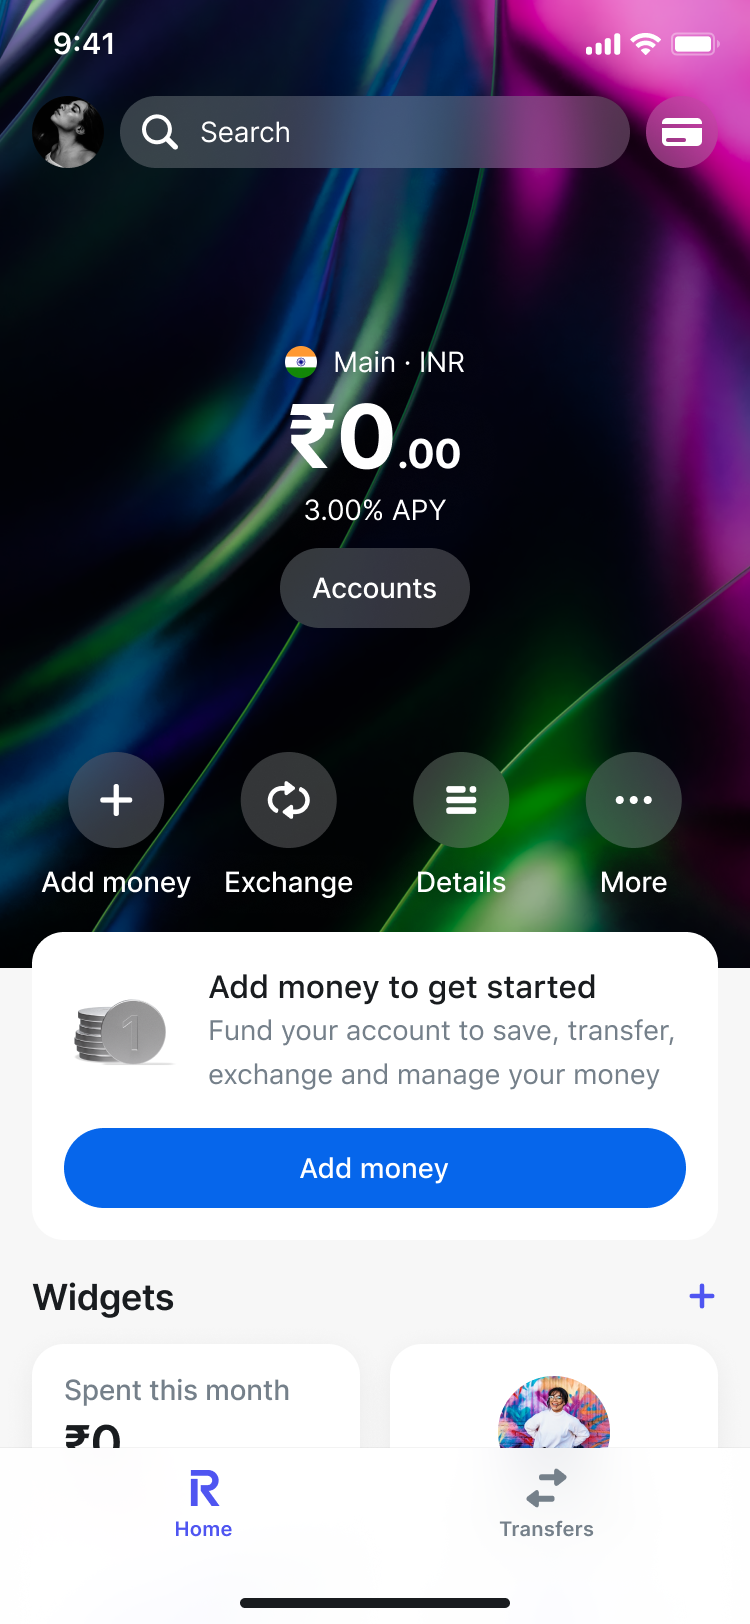 9:41
Search
Main · INR
₹0.00
3.00% APY
Accounts
Add money
Exchange
Details
More
1
Add money to get started
Fund your account to save, transfer,
exchange and manage your money
Add money
Widgets
Spent this month
₹0
Home
Transfers